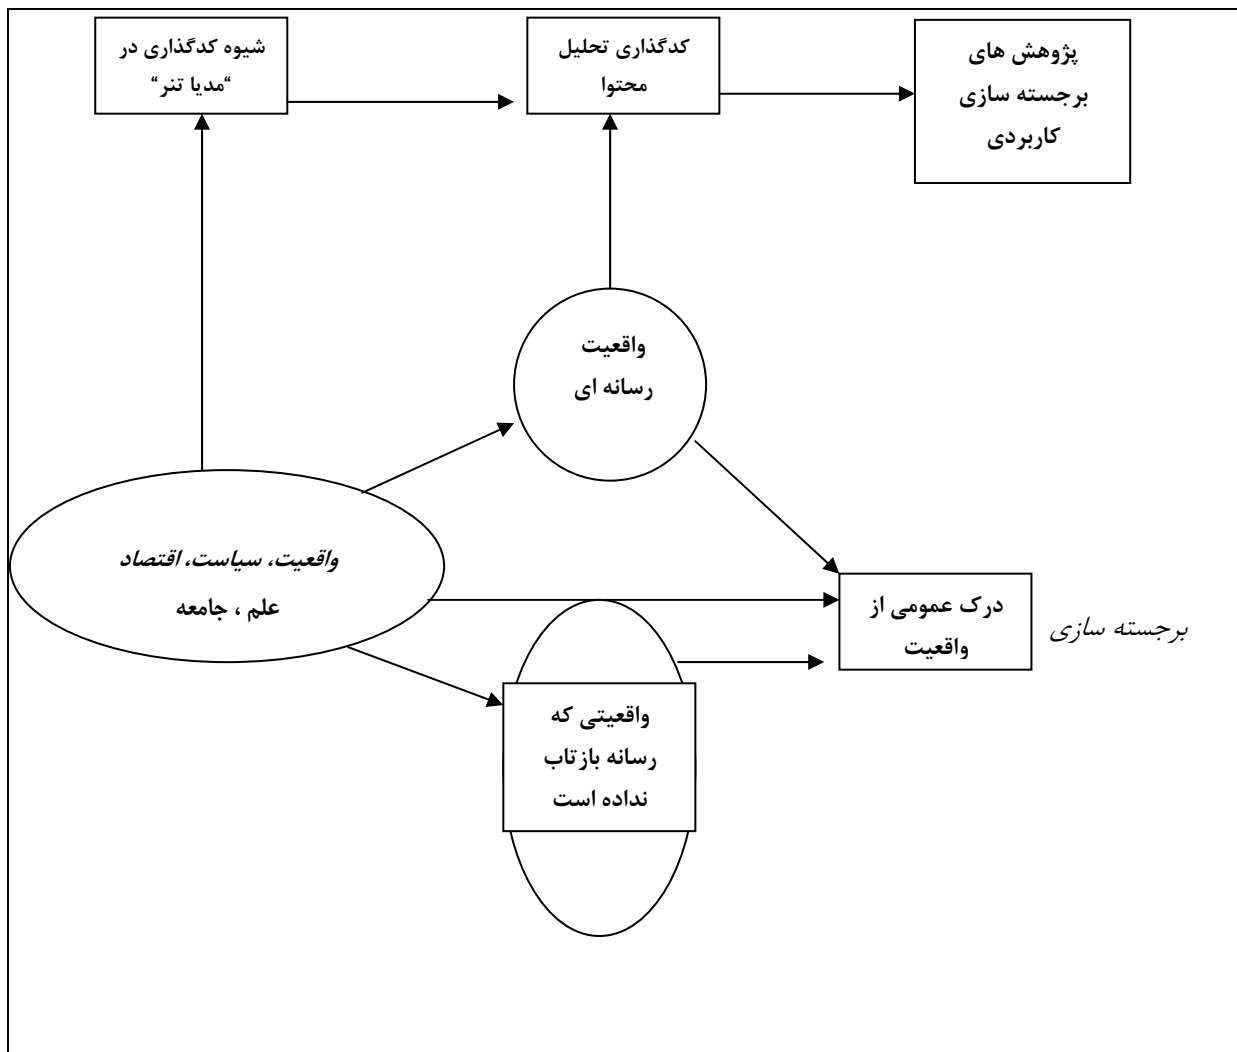 پژوهش های
برجسته سازی
کاربردی
کدگذاری تحلیل
محتوا
شیوه کدگذاری در
“مدیا تنر“
واقعیت
رسانه ای
واقعیت، سیاست، اقتصاد
علم ، جامعه
برجسته سازی
درک عمومی از
واقعیت
واقعیتی که
رسانه بازتاب
نداده است